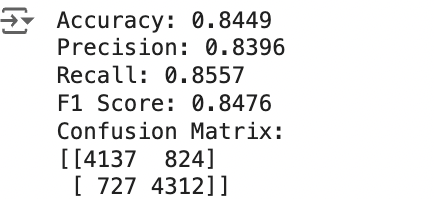 Accuracy: 0.8449
Precision: 0.8396
Recall: 0.8557
F1 Score: 0.8476
Confusion Matrix:
[[4137  824]
 [ 727 4312]]